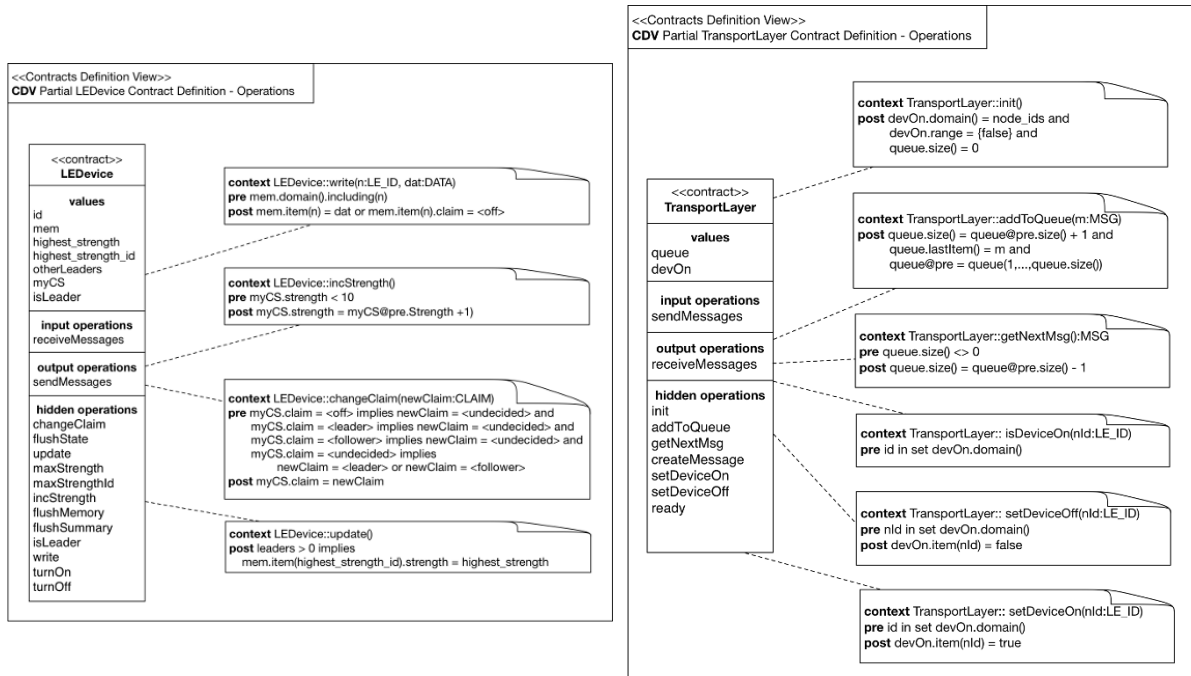 <<Contracts Definition View>>
CDV Partial LEDevice Contract Definition - Operations
<<contract>>
LEDevice
values
id
mem
highest_strength
highest_strength_id
otherLeaders
myCS
isLeader
input operations
receiveMessages
output operations
sendMessages
hidden operations
changeClaim
flushState
update
maxStrength
maxStrengthId
incStrength
flushMemory
flushSummary
isLeader
write
turnOn
turnOff
context LEDevice::write(n:LE_ID, dat:DATA)
pre mem.domain().including(n)
post mem.item(n) = dat or mem.item(n).claim = <off>
context LEDevice::incStrength()
pre myCS.strength < 10
post myCS.strength = myCS@pre.Strength +1)
context LEDevice::changeClaim(newClaim:CLAIM)
pre myCS.claim = <off> implies newClaim = <undecided> and
myCS.claim = <leader> implies newClaim = <undecided> and
myCS.claim = <follower> implies newClaim = <undecided> and
myCS.claim = <undecided> implies
newClaim = <leader> or newClaim = <follower>
post myCS.claim = newClaim
context LEDevice::update()
post leaders > 0 implies
mem.item(highest_strength_id).strength = highest_strength
<<Contracts Definition View>>
CDV Partial TransportLayer Contract Definition - Operations
<<contract>>
TransportLayer
values
queue
devOn
input operations
sendMessages
output operations
receiveMessages
hidden operations
init
addToQueue
getNextMsg
createMessage
setDeviceOn
setDeviceOff
ready
context TransportLayer::init()
post devOn.domain() = node_ids and
devOn.range = {false} and
queue.size() = 0
context TransportLayer::addToQueue(m:MSG)
post queue.size() = queue@pre.size() + 1 and
queue.lastItem() = m and
queue@pre = queue(1,...,queue.size())
context TransportLayer::getNextMsg():MSG
pre queue.size() <> 0
post queue.size() = queue@pre.size() - 1
context TransportLayer:: isDeviceOn(nId:LE_ID)
pre id in set devOn.domain()
context TransportLayer:: setDeviceOff(nId:LE_ID)
pre nId in set devOn.domain()
post devOn.item(nId) = false
context TransportLayer:: setDeviceOn(nId:LE_ID)
pre id in set devOn.domain()
post devOn.item(nId) = true